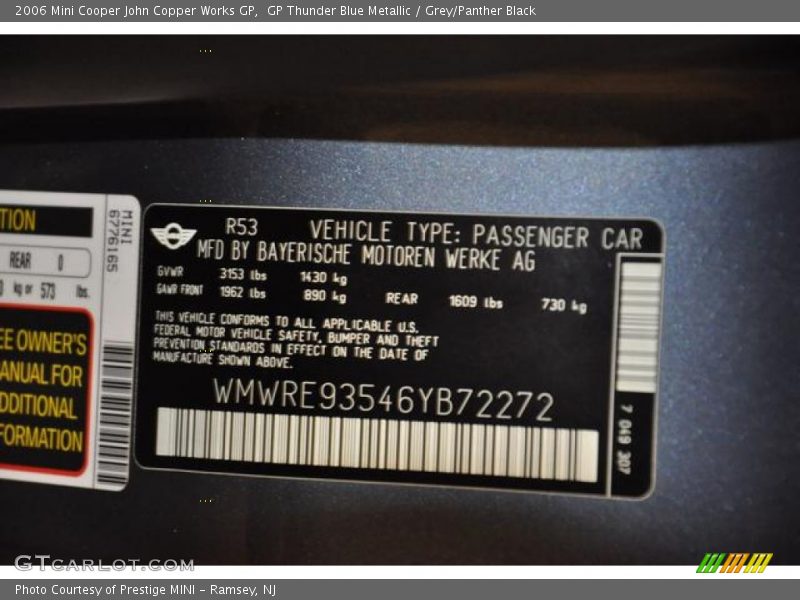 2006 Mini Cooper John Copper Works GP,  GP Thunder Blue Metallic / Grey/Panther Black
TION
REAR 0
kg or 573 lbs.
EE OWNER'S
ANUAL FOR
DDITIONAL
FORMATION
MINI
6776165
R53 VEHICLE TYPE: PASSENGER CAR
MFD BY BAYERISCHE MOTOREN WERKE AG
GVWR 3153 lbs 1430 kg
GAWR FRONT 1962 lbs 890 kg REAR 1609 lbs 730 kg
THIS VEHICLE CONFORMS TO ALL APPLICABLE U.S.
FEDERAL MOTOR VEHICLE SAFETY, BUMPER AND THEFT
PREVENTION STANDARDS IN EFFECT ON THE DATE OF
MANUFACTURE SHOWN ABOVE.
WMWRE93546YB72272
7 049 307
GTCARLOT.COM
Photo Courtesy of Prestige MINI - Ramsey, NJ